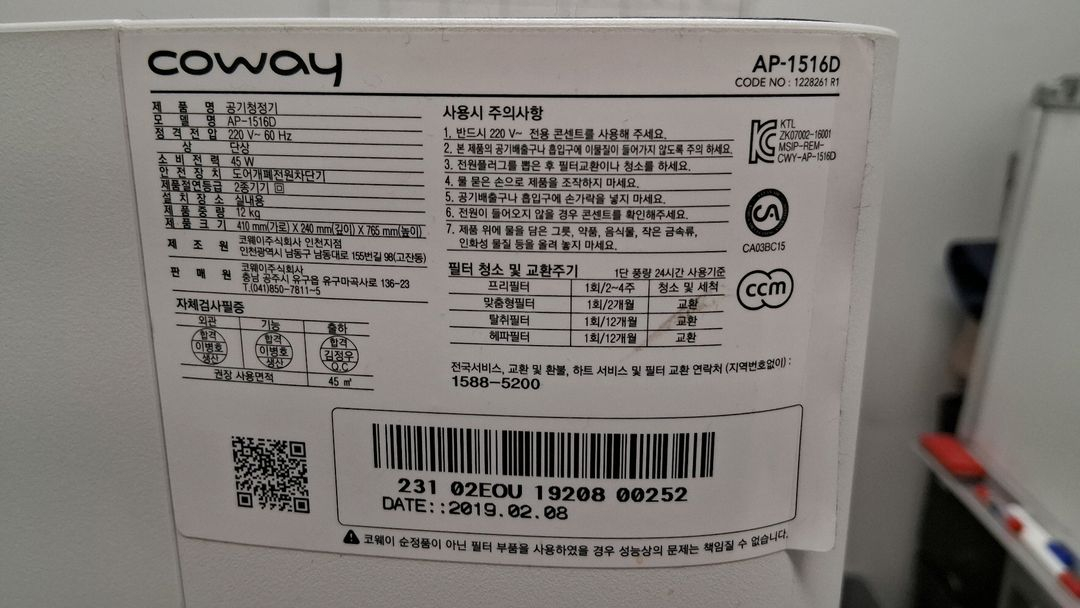 coway
AP-1516D
CODE NO : 1228261 R1
제 품 명 공기청정기
모 델 명 AP-1516D
정 격 전 압 220 V~ 60 Hz
상 단상
소 비 전 력 45 W
안 전 장 치 도어개폐전원차단기
제품절연등급 2종기기
설 치 장 소 실내용
제 품 중 량 12 kg
제 품 크 기 410 mm(가로) X 240 mm(깊이) X 765 mm(높이)
제 조 원 코웨이주식회사 인천지점
인천광역시 남동구 남동대로 155번길 98(고잔동)
판 매 원 코웨이주식회사
충남 공주시 유구읍 유구마곡사로 136-23
T.(041)850-7811~5
자체검사필증
외관 기능 출하
합격 합격 합격
이병호 이병호 김정우
생산 생산 Q.C
권장 사용면적 45 ㎡
사용시 주의사항
1. 반드시 220 V~ 전용 콘센트를 사용해 주세요.
2. 본 제품의 공기배출구나 흡입구에 이물질이 들어가지 않도록 주의 하세요.
3. 전원플러그를 뽑은 후 필터교환이나 청소를 하세요.
4. 물 묻은 손으로 제품을 조작하지 마세요.
5. 공기배출구나 흡입구에 손가락을 넣지 마세요.
6. 전원이 들어오지 않을 경우 콘센트를 확인해주세요.
7. 제품 위에 물을 담은 그릇, 약품, 음식물, 작은 금속류,
인화성 물질 등을 올려 놓지 마세요.
필터 청소 및 교환주기 1단 풍량 24시간 사용기준
프리필터 1회/2~4주 청소 및 세척
맞춤형필터 1회/2개월 교환
탈취필터 1회/12개월 교환
헤파필터 1회/12개월 교환
전국서비스, 교환 및 환불, 하트 서비스 및 필터 교환 연락처 (지역번호없이) :
1588-5200
KTL
ZK07002-16001
MSIP-REM-
CWY-AP-1516D
SA
CA03BC15
ccm
231 02EOU 19208 00252
DATE::2019.02.08
코웨이 순정품이 아닌 필터 부품을 사용하였을 경우 성능상의 문제는 책임질 수 없습니다.